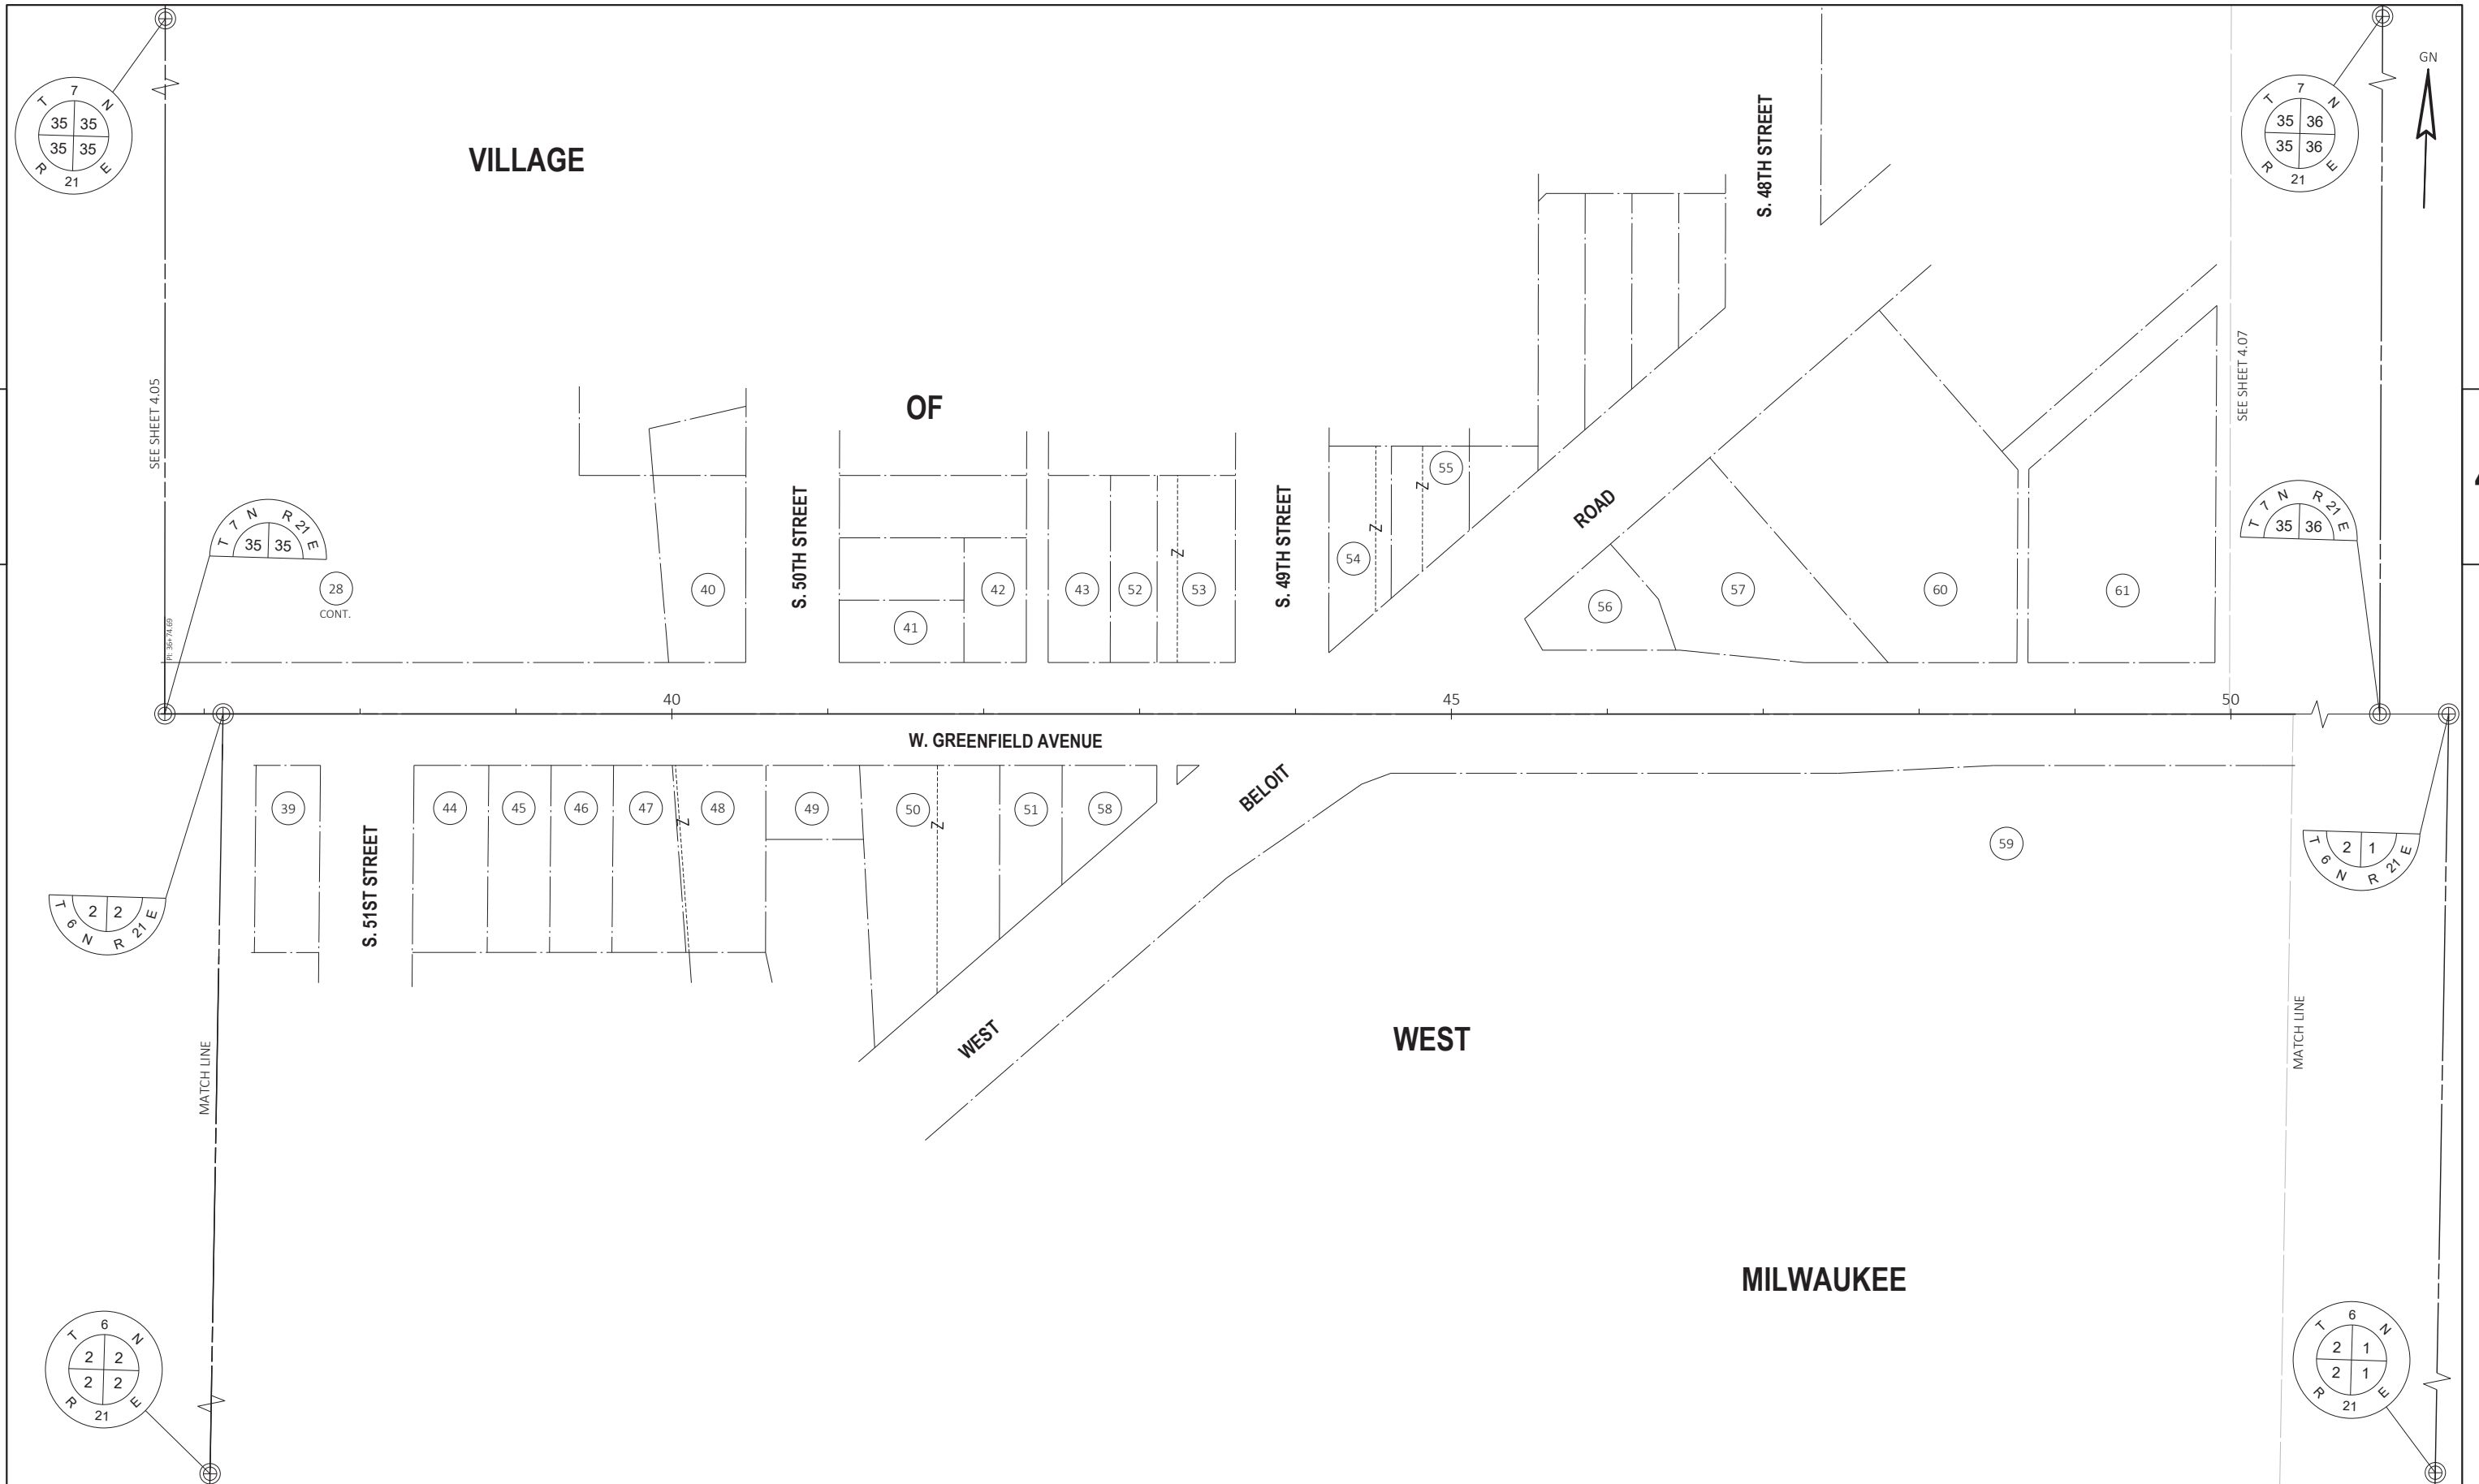 GN
T 7 N
35 35
35 35
R 21 E
T 7 N
35 36
35 36
R 21 E
VILLAGE
S. 48TH STREET
SEE SHEET 4.05
SEE SHEET 4.07
OF
55
S. 50TH STREET
S. 49TH STREET
ROAD
T 7 N R 21 E
35 35
T 7 N R 21 E
35 36
28
CONT.
40
41
42
43
52
53
54
56
57
60
61
PI: 36+74.69
40
45
50
W. GREENFIELD AVENUE
BELOIT
39
44
45
46
47
48
49
50
51
58
59
S. 51ST STREET
2 2
T 6 N R 21 E
2 1
T 6 N R 21 E
WEST
WEST
MATCH LINE
MATCH LINE
MILWAUKEE
T 6 N
2 2
2 2
R 21 E
T 6 N
2 1
2 1
R 21 E